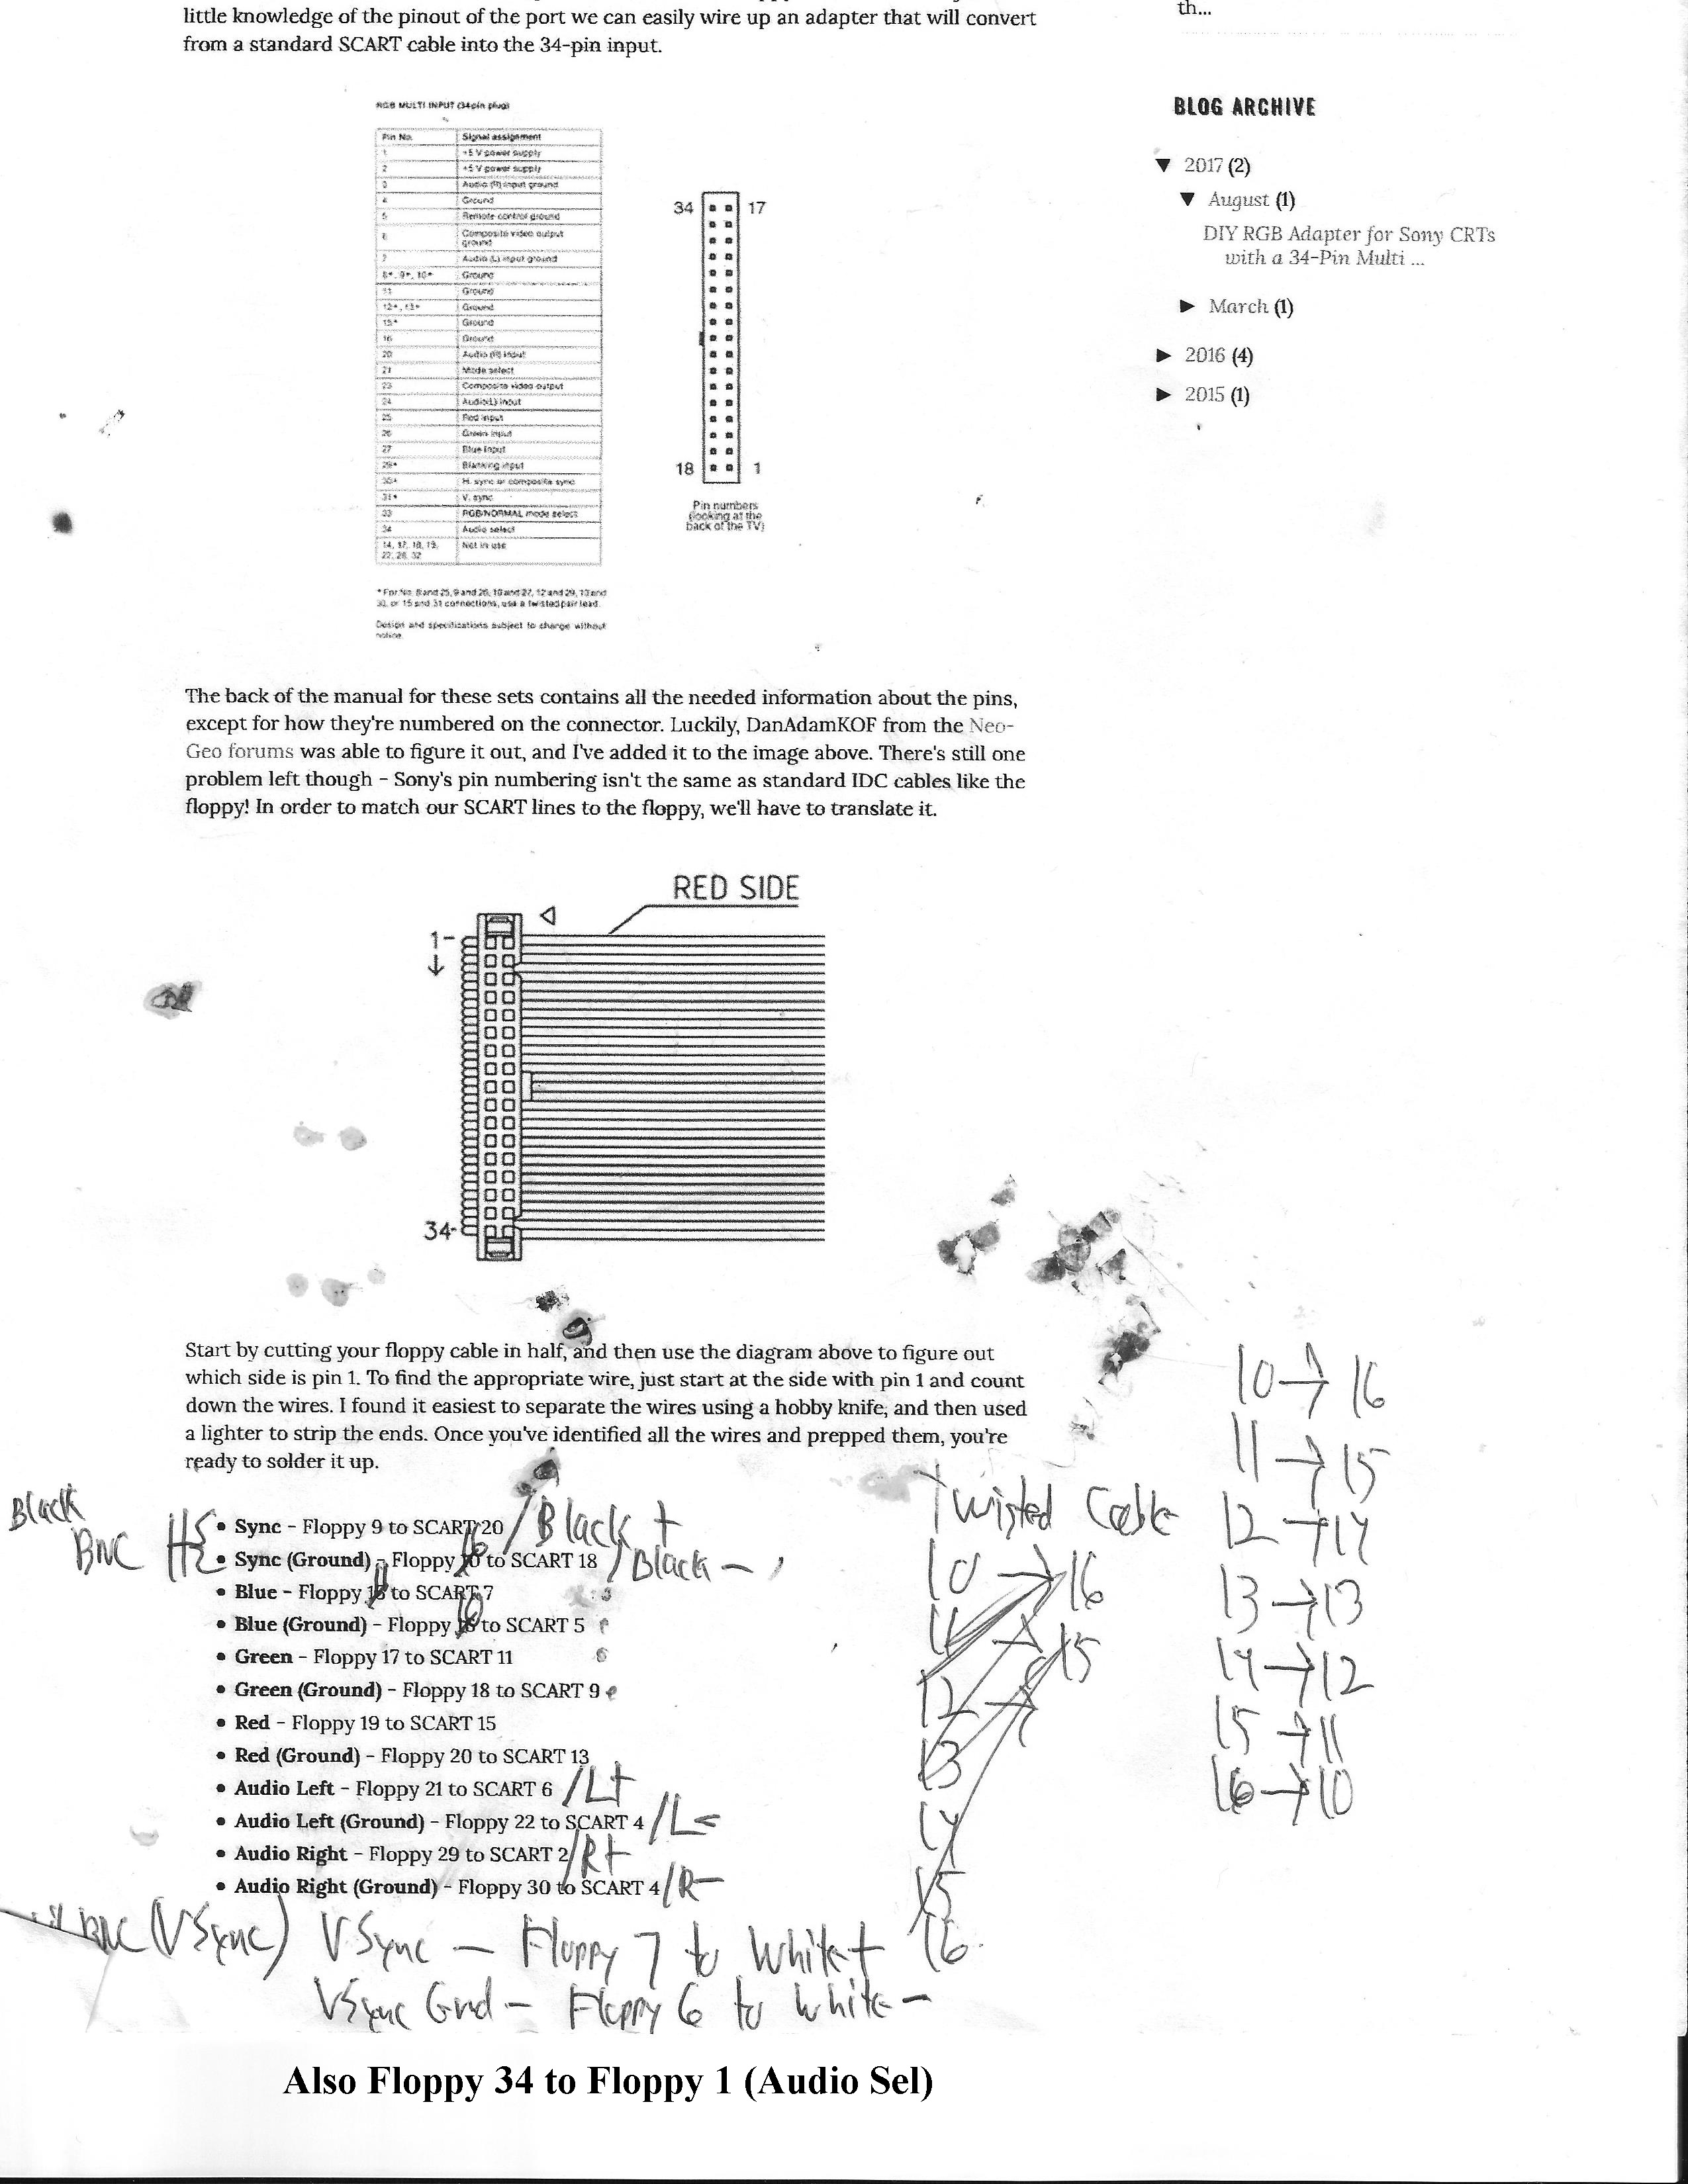 little knowledge of the pinout of the port we can easily wire up an adapter that will convert
from a standard SCART cable into the 34-pin input.
th...
BLOG ARCHIVE
▼ 2017 (2)
▼ August (1)
DIY RGB Adapter for Sony CRTs
with a 34-Pin Multi ...
► March (1)
► 2016 (4)
► 2015 (1)
RGB MULTI INPUT (34pin plug)
Pin No. Signal assignment
1 +5 V power supply
2 +5 V power supply
3 Audio (R) input ground
4 Ground
5 Remote control ground
6 Composite video output
ground
7 Audio (L) input ground
8*, 9*, 10* Ground
11 Ground
12*, 13* Ground
15* Ground
16 Ground
20 Audio (R) input
21 Mode select
23 Composite video output
24 Audio(L) input
25 Red input
26 Green input
27 Blue input
29* Blanking input
30* H. sync or composite sync
31* V. sync
33 RGB/NORMAL mode select
34 Audio select
14, 17, 18, 19, Not in use
22, 28, 32
34 17
18 1
Pin numbers
(looking at the
back of the TV)
* For No. 8 and 25, 9 and 26, 10 and 27, 12 and 29, 13 and
30, or 15 and 31 connections, use a twisted pair lead.
Design and specifications subject to change without
notice.
The back of the manual for these sets contains all the needed information about the pins,
except for how they're numbered on the connector. Luckily, DanAdamKOF from the Neo-
Geo forums was able to figure it out, and I've added it to the image above. There's still one
problem left though - Sony's pin numbering isn't the same as standard IDC cables like the
floppy! In order to match our SCART lines to the floppy, we'll have to translate it.
RED SIDE
1
34
Start by cutting your floppy cable in half, and then use the diagram above to figure out
which side is pin 1. To find the appropriate wire, just start at the side with pin 1 and count
down the wires. I found it easiest to separate the wires using a hobby knife, and then used
a lighter to strip the ends. Once you've identified all the wires and prepped them, you're
ready to solder it up.
Black
BNC HS
• Sync - Floppy 9 to SCART 20 / Black +
• Sync (Ground) - Floppy 16 to SCART 18 / Black -
• Blue - Floppy 11 to SCART 7
• Blue (Ground) - Floppy 10 to SCART 5
• Green - Floppy 17 to SCART 11
• Green (Ground) - Floppy 18 to SCART 9
• Red - Floppy 19 to SCART 15
• Red (Ground) - Floppy 20 to SCART 13
• Audio Left - Floppy 21 to SCART 6 / L+
• Audio Left (Ground) - Floppy 22 to SCART 4 / L-
• Audio Right - Floppy 29 to SCART 2 / R+
• Audio Right (Ground) - Floppy 30 to SCART 4 / R-
BNC (VSync) VSync - Floppy 7 to White+
VSync Gnd - Floppy 6 to White -
Twisted Cable
10 → 16
11
15
12
13
14
15
16
10 → 16
11 → 15
12 → 14
13 → 13
14 → 12
15 → 11
16 → 10
Also Floppy 34 to Floppy 1 (Audio Sel)